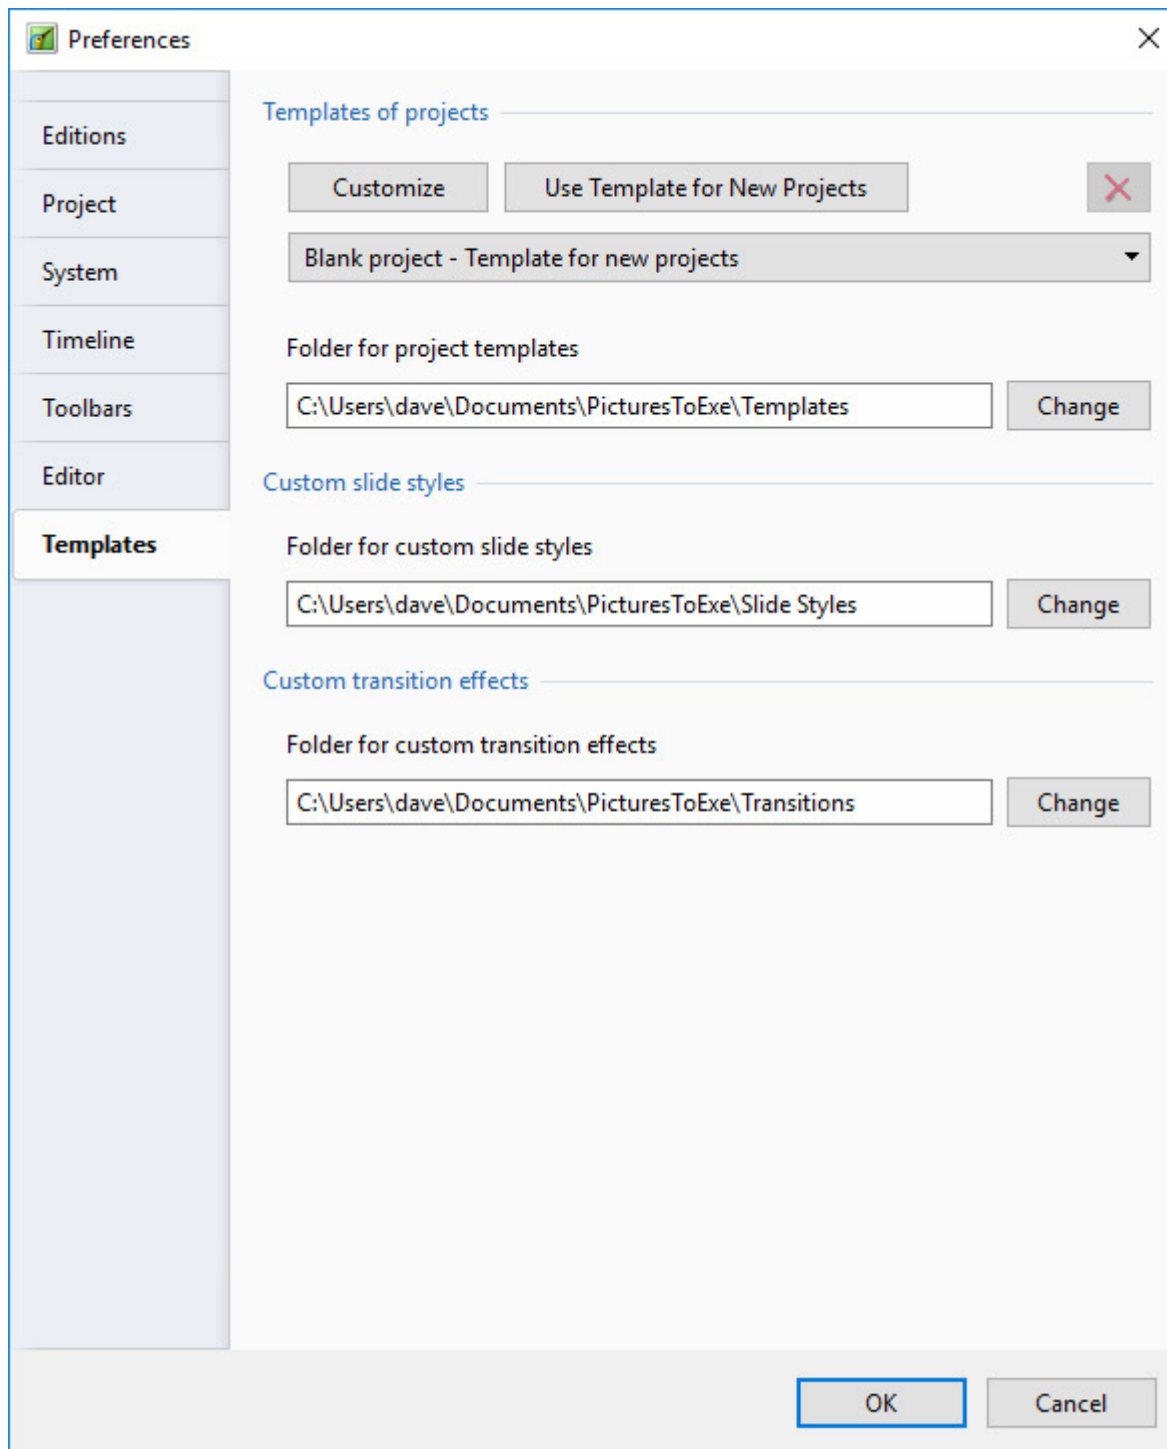 Preferences
Editions
Project
System
Timeline
Toolbars
Editor
Templates
Templates of projects
Customize
Use Template for New Projects
Blank project - Template for new projects
Folder for project templates
C:\Users\dave\Documents\PicturesToExe\Templates
Change
Custom slide styles
Folder for custom slide styles
C:\Users\dave\Documents\PicturesToExe\Slide Styles
Change
Custom transition effects
Folder for custom transition effects
C:\Users\dave\Documents\PicturesToExe\Transitions
Change
OK
Cancel